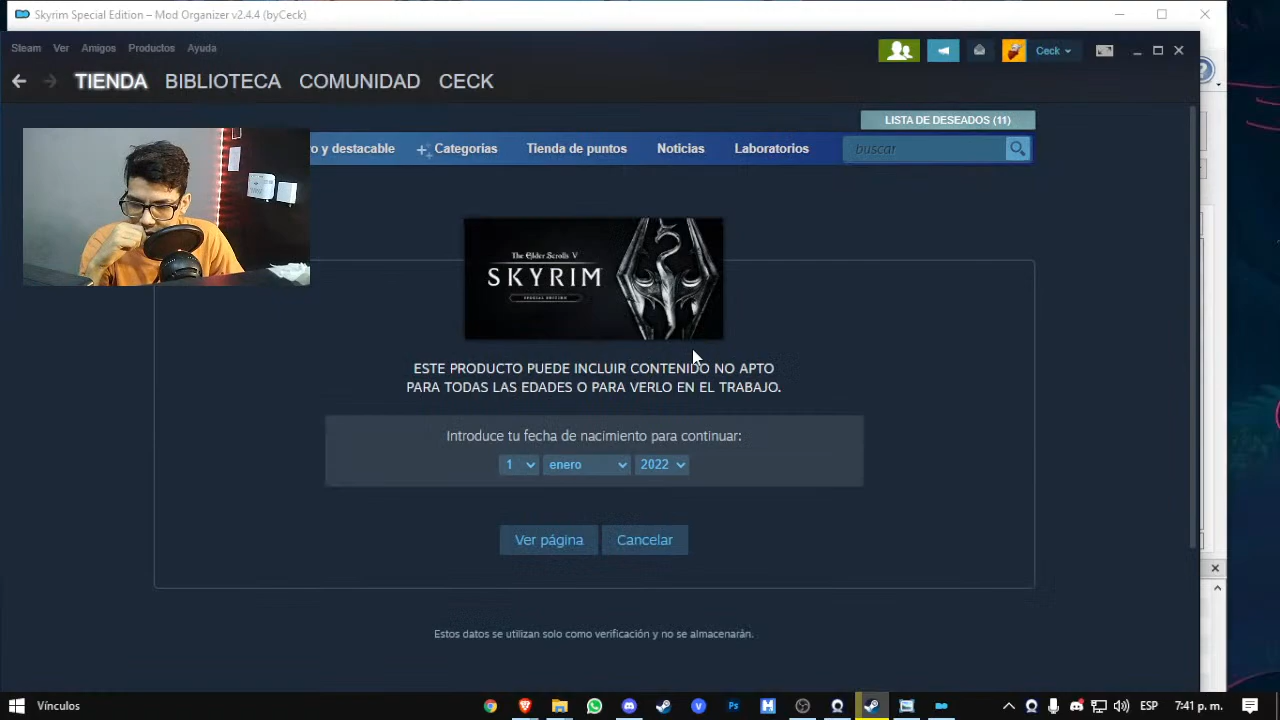 Skyrim Special Edition – Mod Organizer v2.4.4 (byCeck)
Steam Ver Amigos Productos Ayuda
Ceck
TIENDA BIBLIOTECA COMUNIDAD CECK
LISTA DE DESEADOS (11)
o y destacable Categorías Tienda de puntos Noticias Laboratorios buscar
The Elder Scrolls V
SKYRIM
SPECIAL EDITION
ESTE PRODUCTO PUEDE INCLUIR CONTENIDO NO APTO
PARA TODAS LAS EDADES O PARA VERLO EN EL TRABAJO.
Introduce tu fecha de nacimiento para continuar:
1 enero 2022
Ver página Cancelar
Estos datos se utilizan solo como verificación y no se almacenarán.
Vínculos
ESP 7:41 p. m.